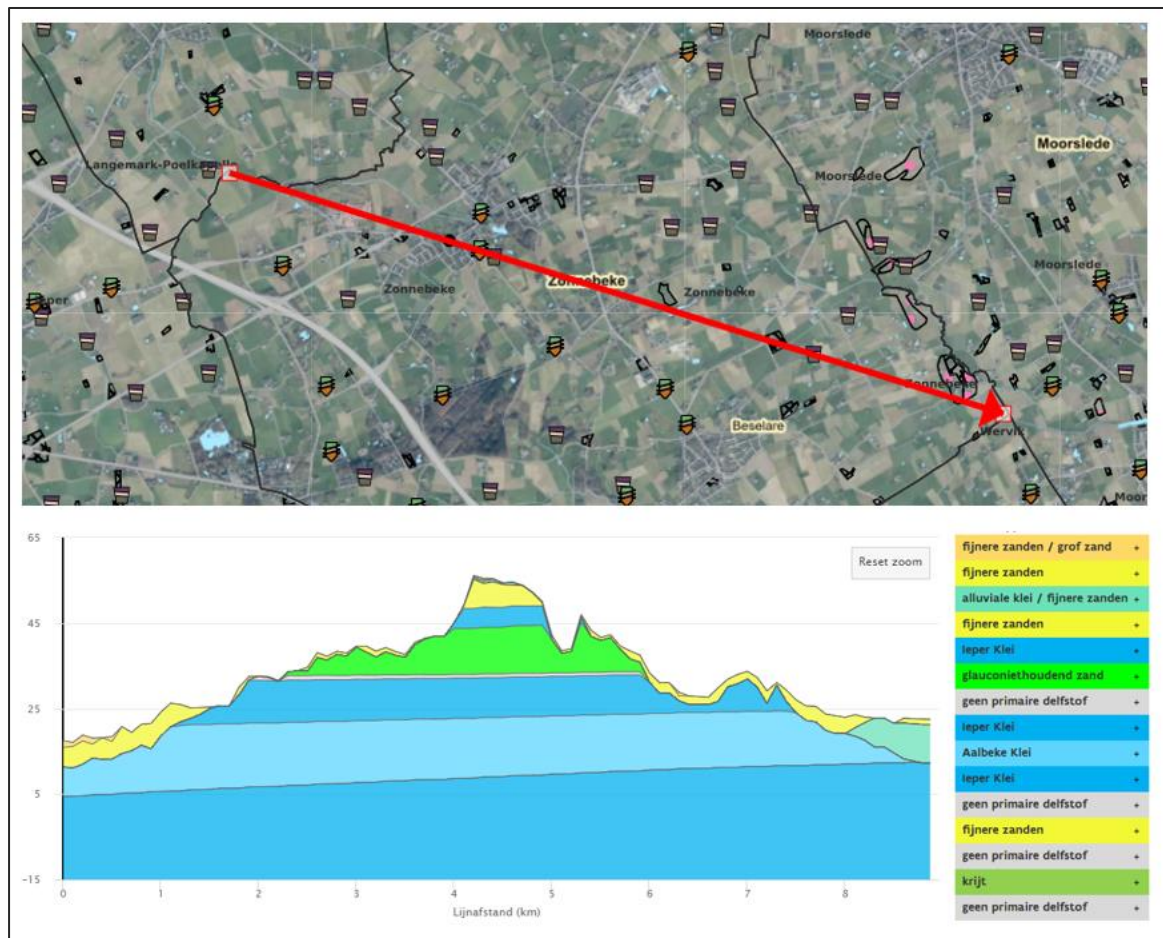 Moorslede
Moorslede
Langemark-Poelkapelle
Moorslede
Zonnebeke
Zonnebeke
Zonnebeke
Moorslede
Zonnebeke
Beselare
Wervik
65
45
25
5
-15
0
1
2
3
4
5
6
7
8
Lijnafstand (km)
Reset zoom
fijnere zanden / grof zand +
fijnere zanden +
alluviale klei / fijnere zanden +
fijnere zanden +
Ieper Klei +
glauconiethoudend zand +
geen primaire delfstof +
Ieper Klei +
Aalbeke Klei +
Ieper Klei +
geen primaire delfstof +
fijnere zanden +
geen primaire delfstof +
krijt +
geen primaire delfstof +